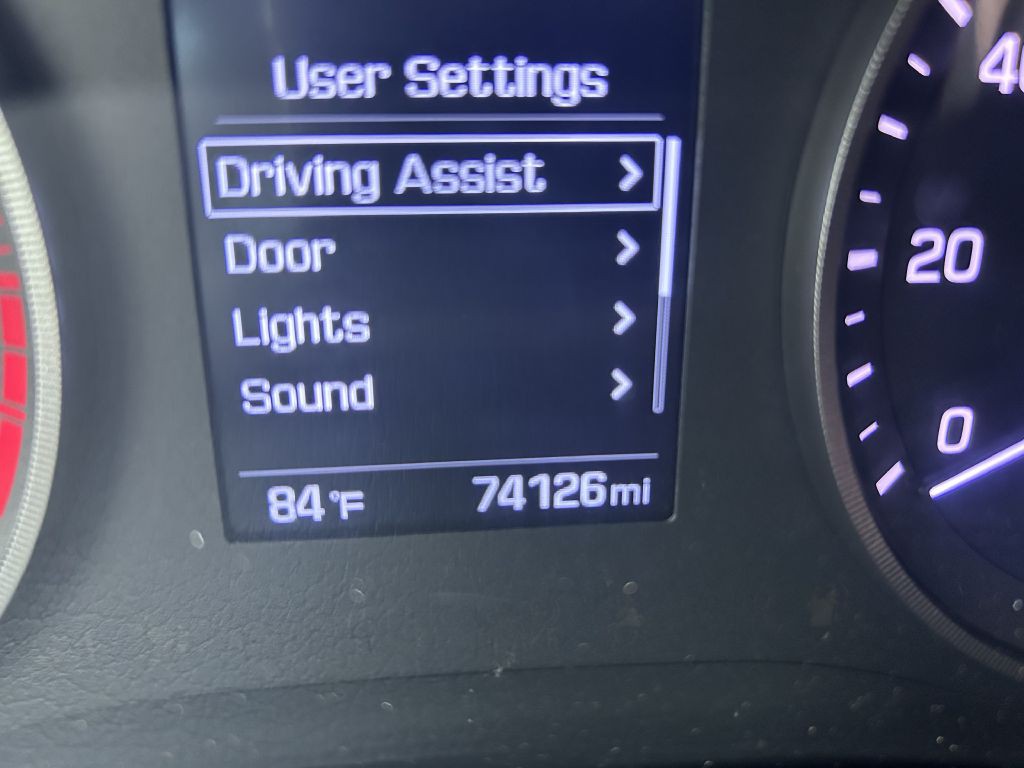 User Settings
Driving Assist >
Door >
Lights >
Sound >
84°F 74126mi
20
0